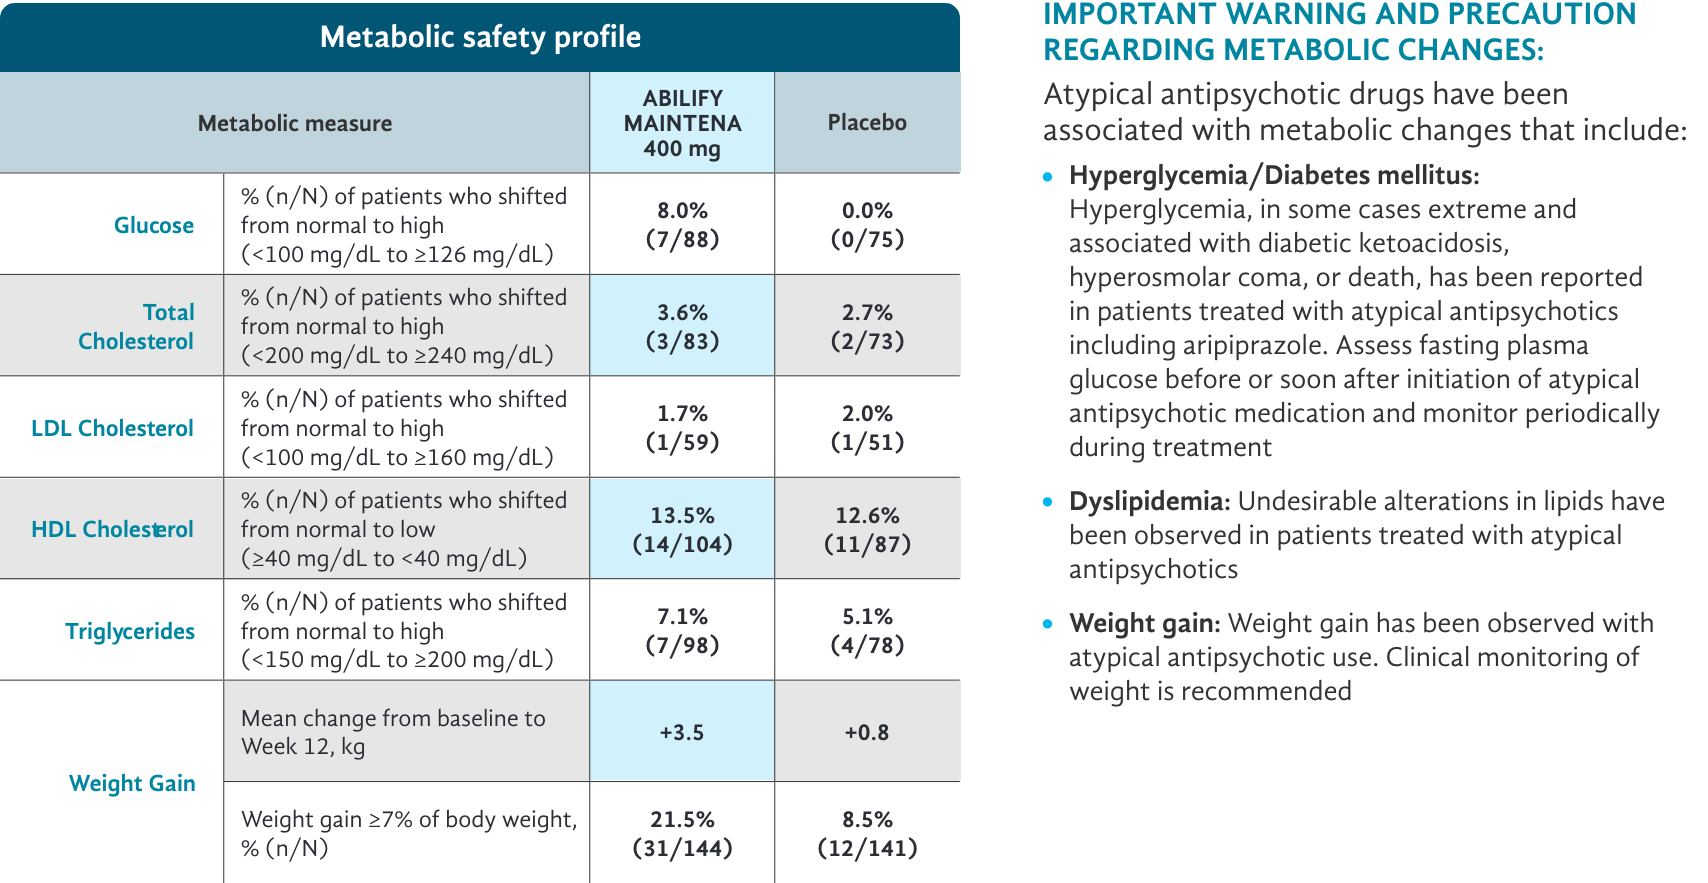 Metabolic safety profile
Metabolic measure
ABILIFY
MAINTENA
400 mg
Placebo
Glucose
% (n/N) of patients who shifted
from normal to high
(<100 mg/dL to ≥126 mg/dL)
8.0%
(7/88)
0.0%
(0/75)
Total
Cholesterol
% (n/N) of patients who shifted
from normal to high
(<200 mg/dL to ≥240 mg/dL)
3.6%
(3/83)
2.7%
(2/73)
LDL Cholesterol
% (n/N) of patients who shifted
from normal to high
(<100 mg/dL to ≥160 mg/dL)
1.7%
(1/59)
2.0%
(1/51)
HDL Cholesterol
% (n/N) of patients who shifted
from normal to low
(≥40 mg/dL to <40 mg/dL)
13.5%
(14/104)
12.6%
(11/87)
Triglycerides
% (n/N) of patients who shifted
from normal to high
(<150 mg/dL to ≥200 mg/dL)
7.1%
(7/98)
5.1%
(4/78)
Weight Gain
Mean change from baseline to
Week 12, kg
+3.5
+0.8
Weight gain ≥7% of body weight,
% (n/N)
21.5%
(31/144)
8.5%
(12/141)
IMPORTANT WARNING AND PRECAUTION
REGARDING METABOLIC CHANGES:
Atypical antipsychotic drugs have been
associated with metabolic changes that include:
• Hyperglycemia/Diabetes mellitus:
Hyperglycemia, in some cases extreme and
associated with diabetic ketoacidosis,
hyperosmolar coma, or death, has been reported
in patients treated with atypical antipsychotics
including aripiprazole. Assess fasting plasma
glucose before or soon after initiation of atypical
antipsychotic medication and monitor periodically
during treatment
• Dyslipidemia: Undesirable alterations in lipids have
been observed in patients treated with atypical
antipsychotics
• Weight gain: Weight gain has been observed with
atypical antipsychotic use. Clinical monitoring of
weight is recommended